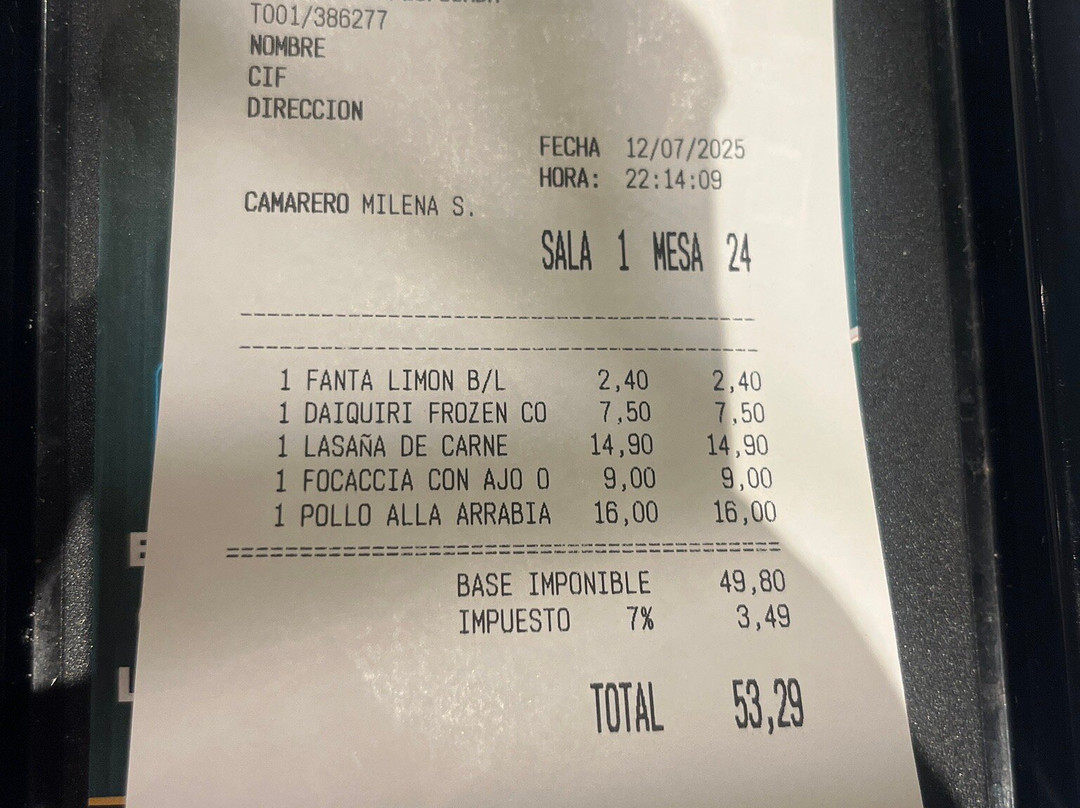 T001/386277
NOMBRE
CIF
DIRECCION
FECHA 12/07/2025
HORA: 22:14:09
CAMARERO MILENA S.
SALA 1 MESA 24
1 FANTA LIMON B/L 2,40 2,40
1 DAIQUIRI FROZEN CO 7,50 7,50
1 LASAÑA DE CARNE 14,90 14,90
1 FOCACCIA CON AJO O 9,00 9,00
1 POLLO ALLA ARRABIA 16,00 16,00
BASE IMPONIBLE 49,80
IMPUESTO 7% 3,49
TOTAL 53,29